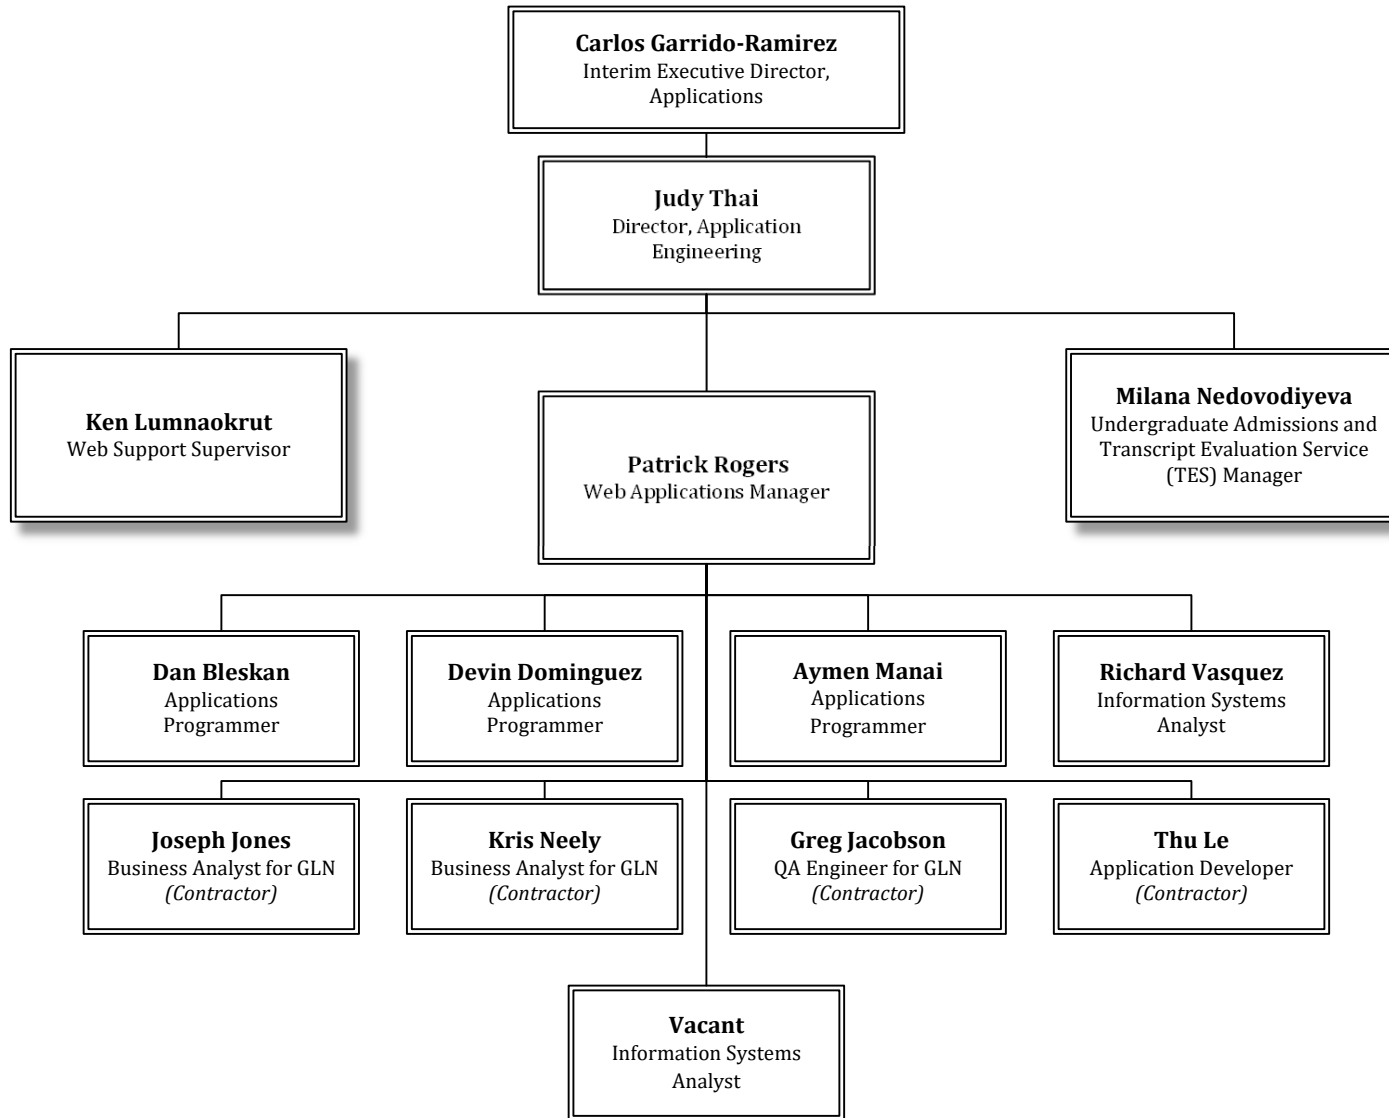 Carlos Garrido-Ramirez
Interim Executive Director,
Applications
Judy Thai
Director, Application
Engineering
Ken Lumnaokrut
Web Support Supervisor
Patrick Rogers
Web Applications Manager
Milana Nedovodiyeva
Undergraduate Admissions and
Transcript Evaluation Service
(TES) Manager
Dan Bleskan
Applications
Programmer
Devin Dominguez
Applications
Programmer
Aymen Manai
Applications
Programmer
Richard Vasquez
Information Systems
Analyst
Joseph Jones
Business Analyst for GLN
(Contractor)
Kris Neely
Business Analyst for GLN
(Contractor)
Greg Jacobson
QA Engineer for GLN
(Contractor)
Thu Le
Application Developer
(Contractor)
Vacant
Information Systems
Analyst